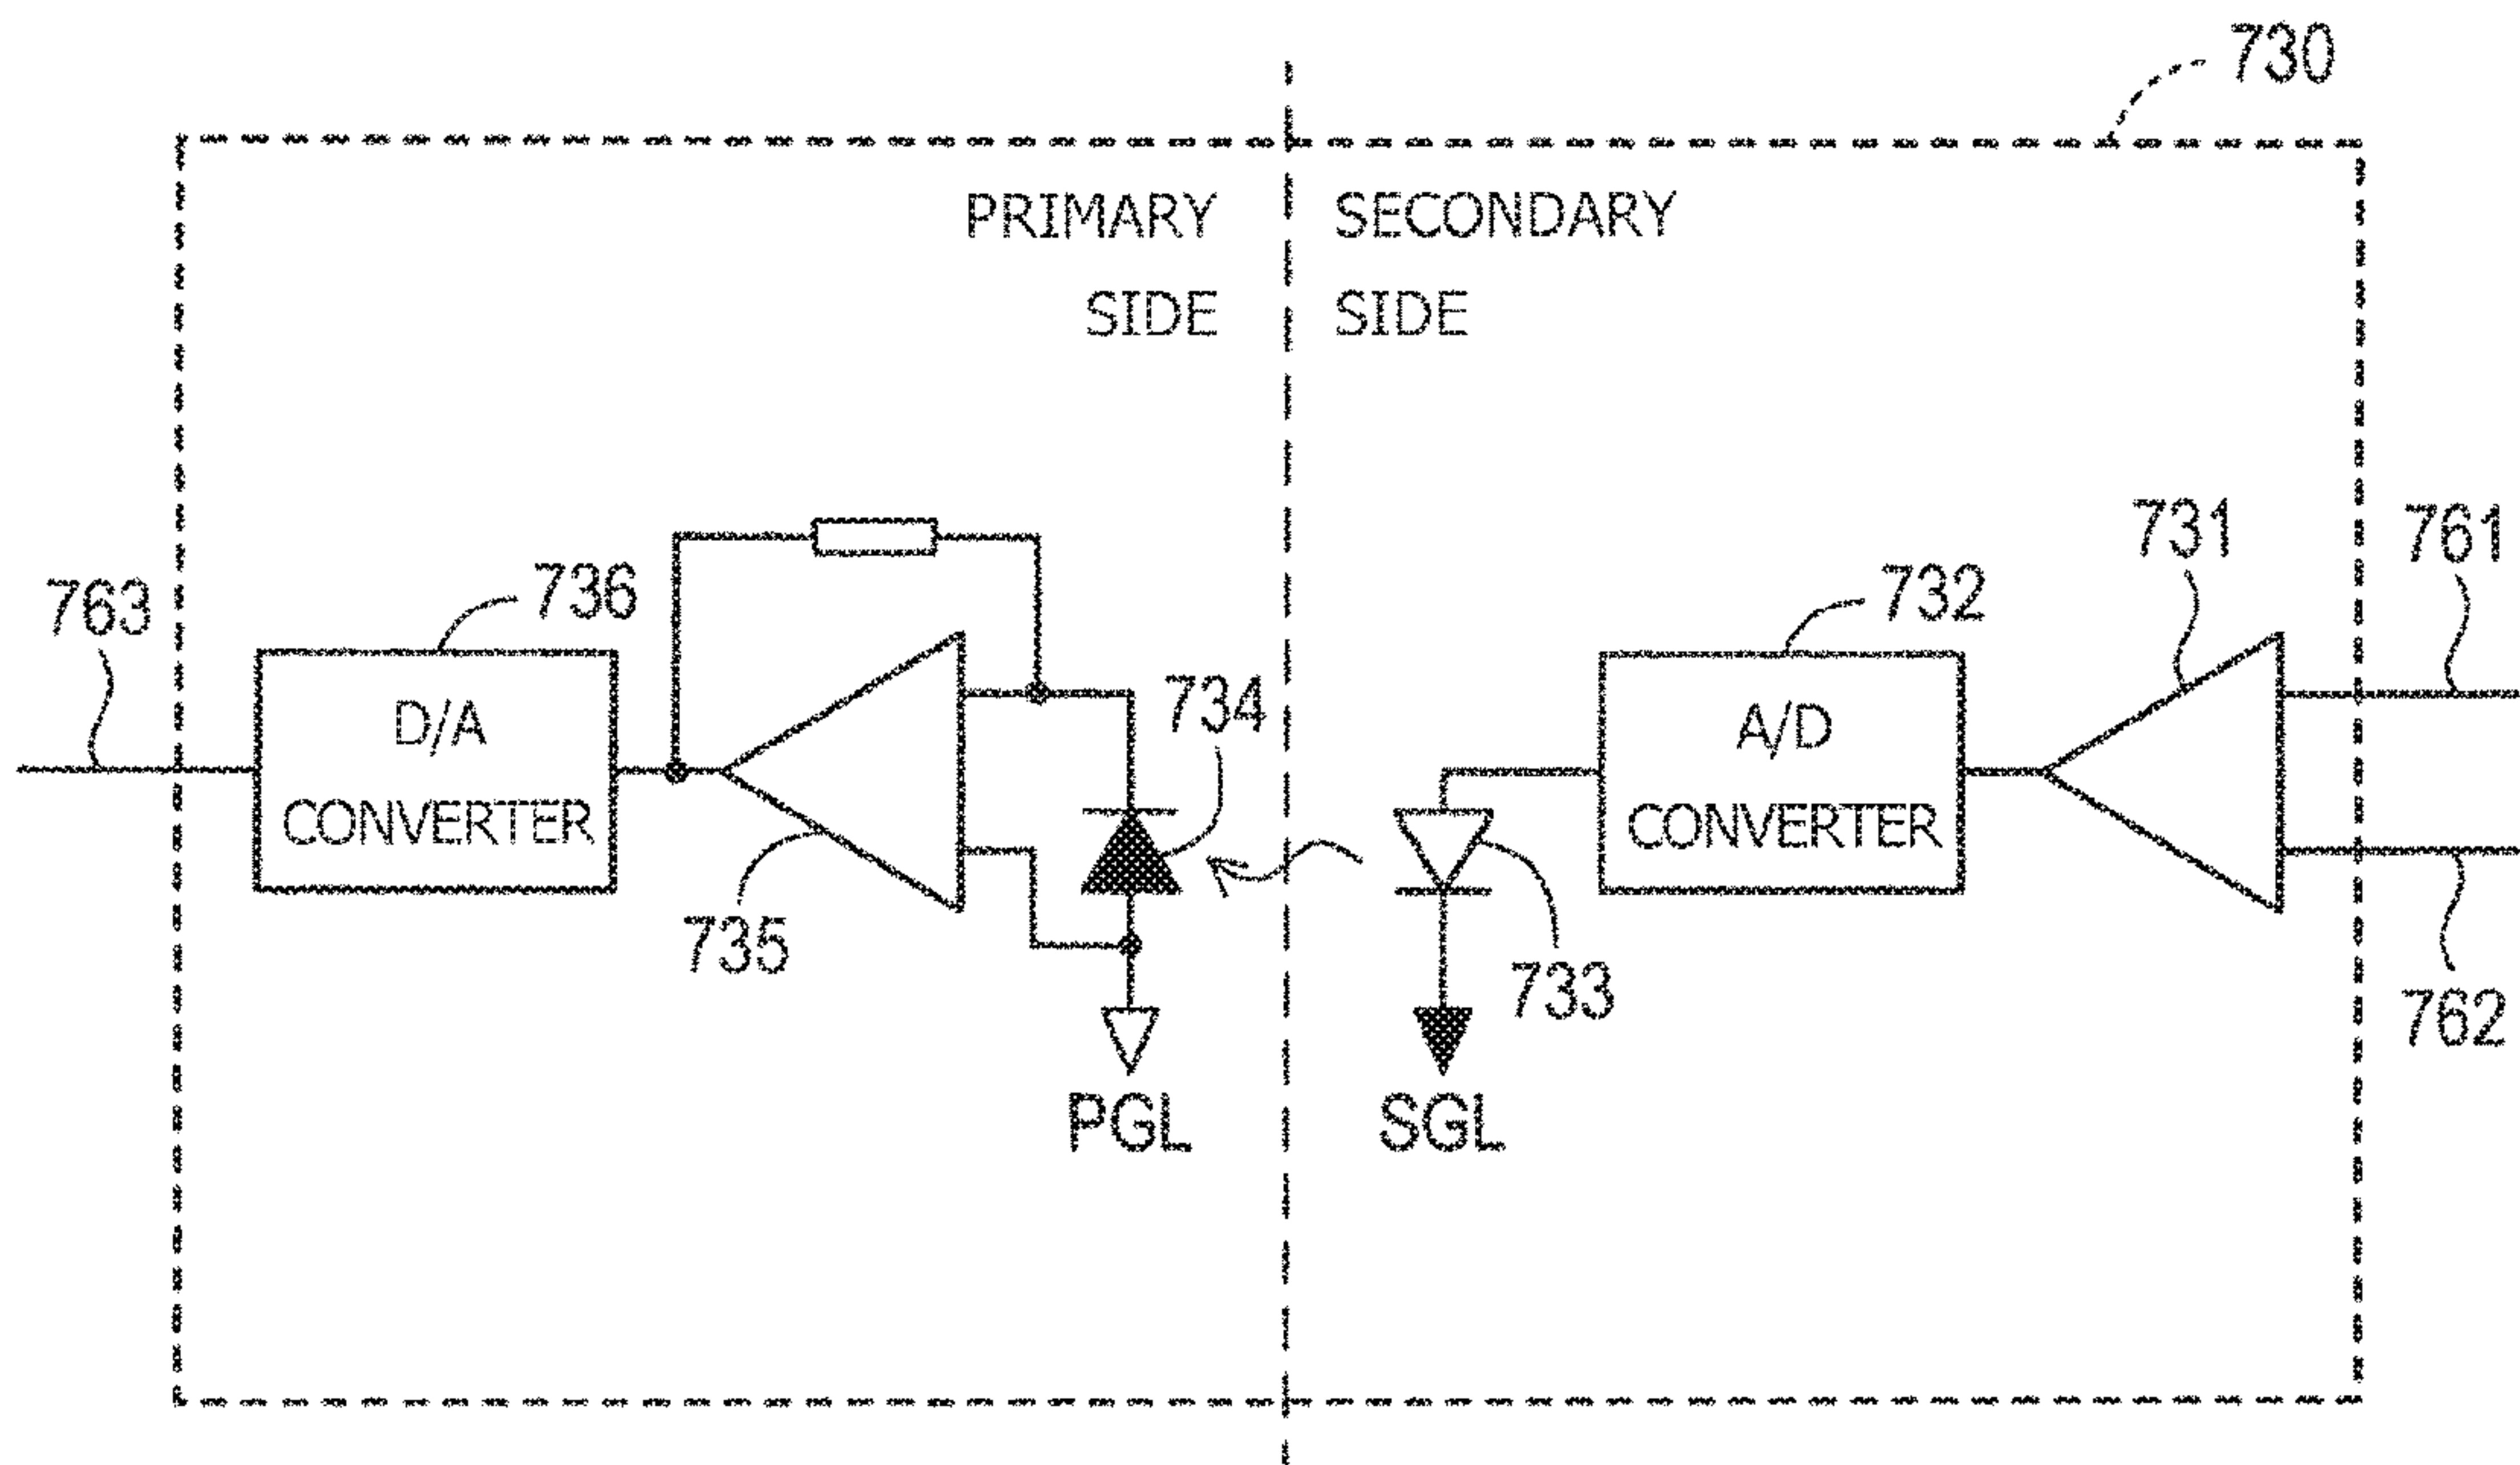 730
PRIMARY
SIDE
SECONDARY
SIDE
763
736
D/A
CONVERTER
735
734
PGL
SGL
733
732
A/D
CONVERTER
731
761
762